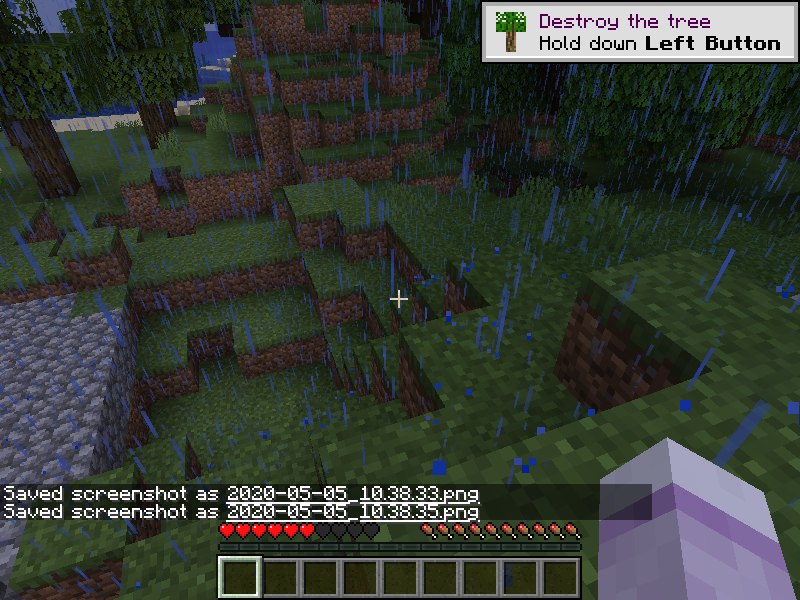 Destroy the tree
Hold down Left Button
Saved screenshot as 2020-05-05_10.38.33.png
Saved screenshot as 2020-05-05_10.38.35.png